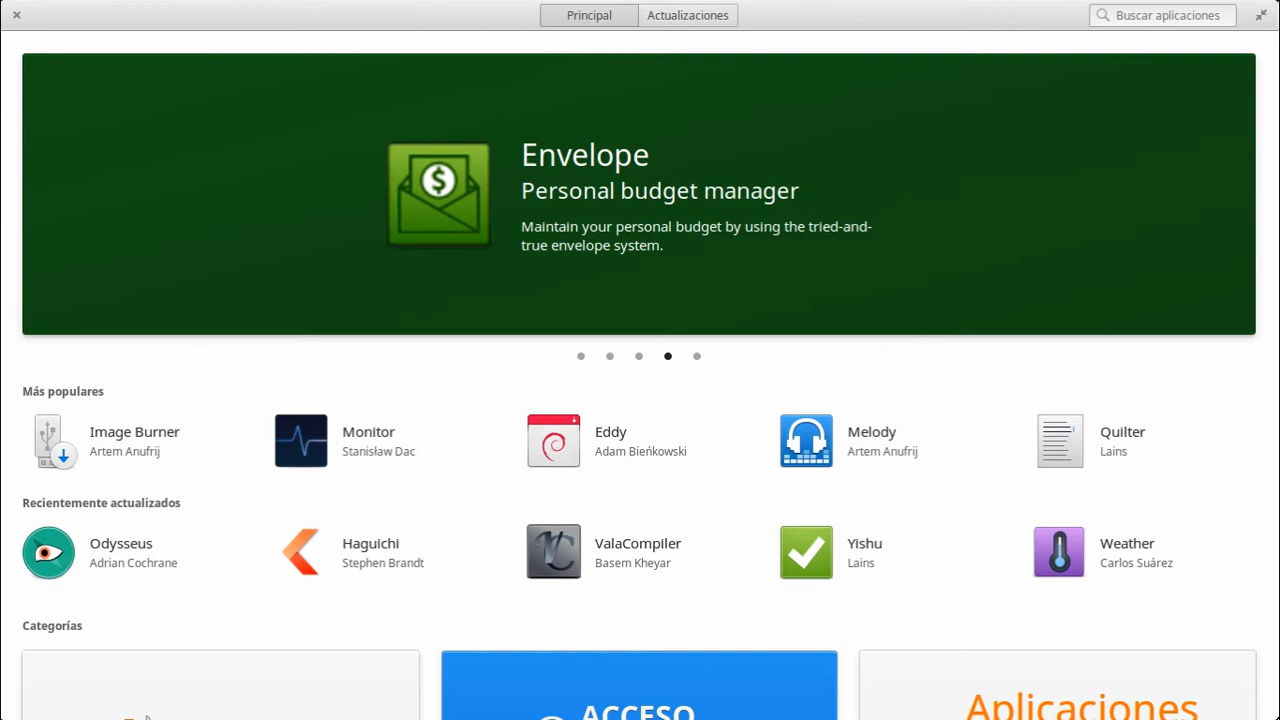 Principal
Actualizaciones
Buscar aplicaciones
Envelope
Personal budget manager
Maintain your personal budget by using the tried-and-
true envelope system.
Más populares
Image Burner
Artem Anufrij
Monitor
Stanisław Dac
Eddy
Adam Bieńkowski
Melody
Artem Anufrij
Quilter
Lains
Recientemente actualizados
Odysseus
Adrian Cochrane
Haguichi
Stephen Brandt
ValaCompiler
Basem Kheyar
Yishu
Lains
Weather
Carlos Suárez
Categorías
ACCESO
Aplicaciones